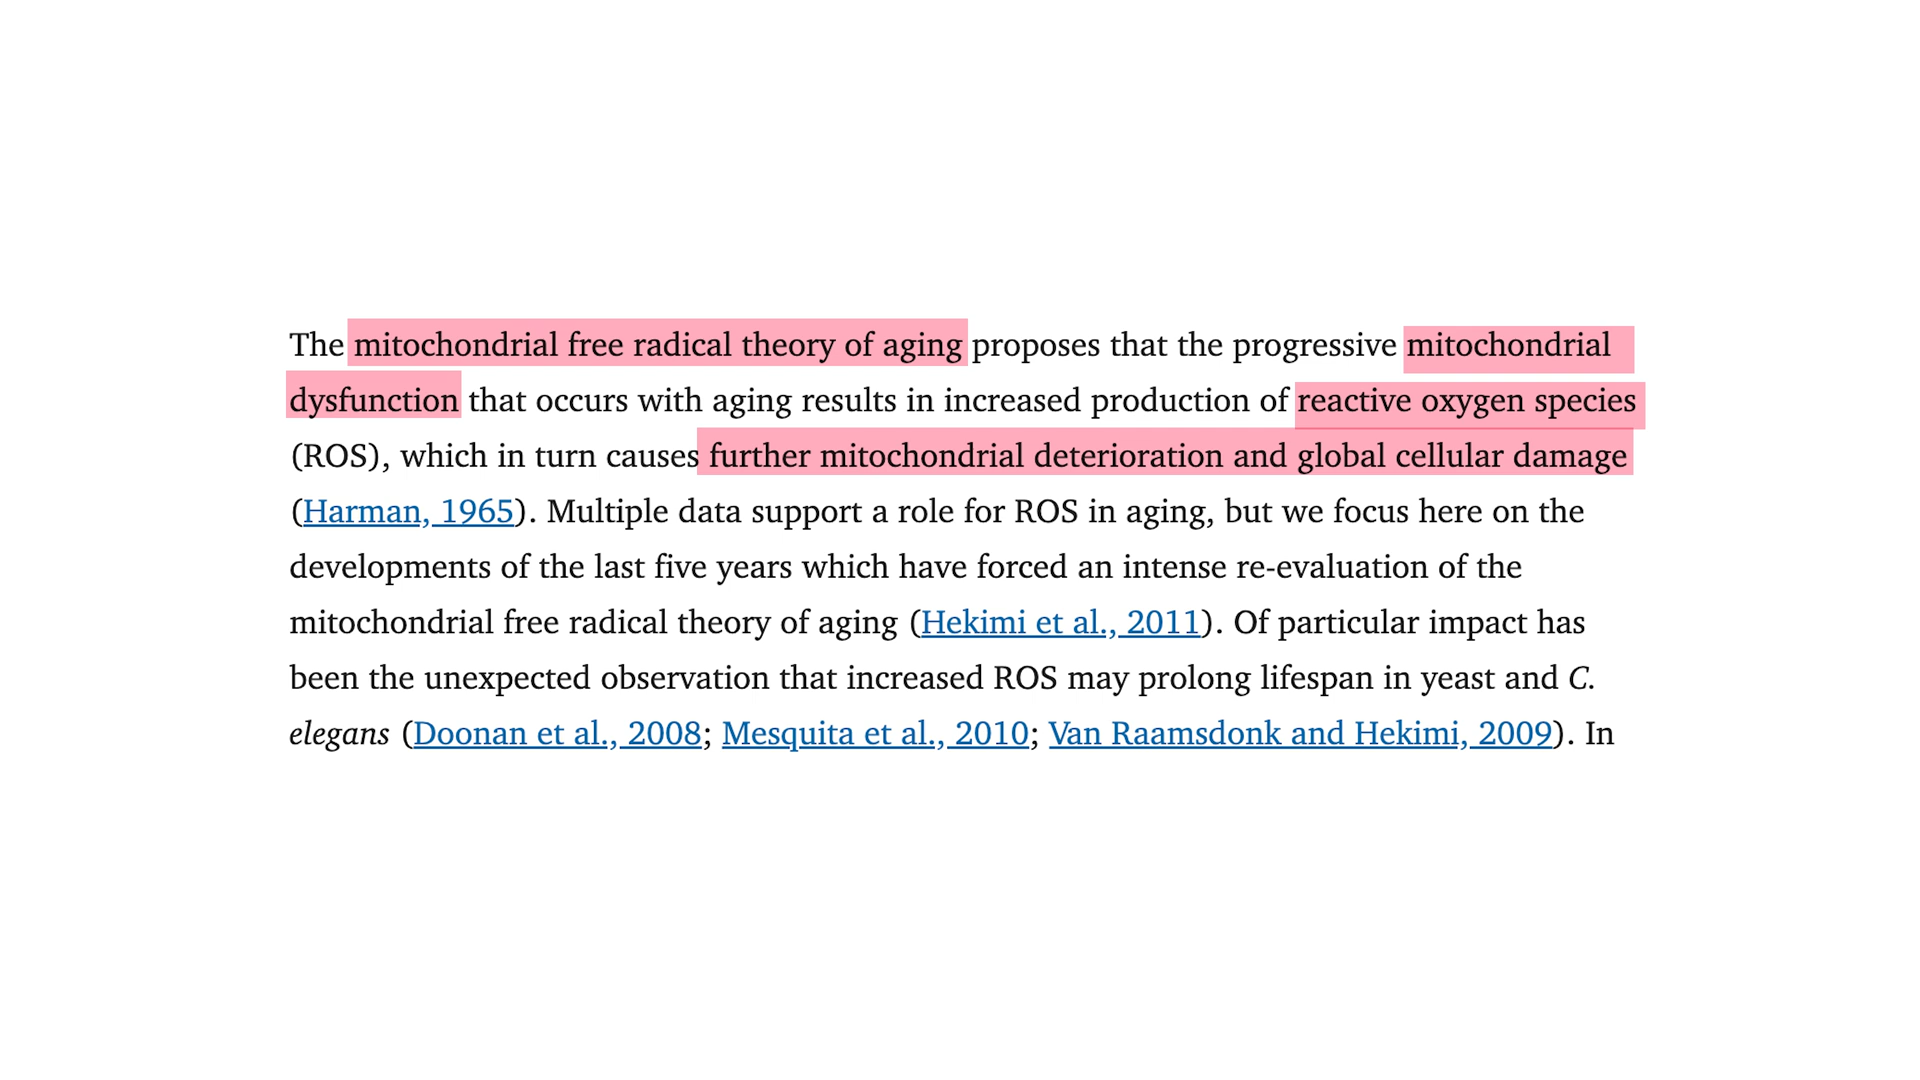 The mitochondrial free radical theory of aging proposes that the progressive mitochondrial
dysfunction that occurs with aging results in increased production of reactive oxygen species
(ROS), which in turn causes further mitochondrial deterioration and global cellular damage
(Harman, 1965). Multiple data support a role for ROS in aging, but we focus here on the
developments of the last five years which have forced an intense re-evaluation of the
mitochondrial free radical theory of aging (Hekimi et al., 2011). Of particular impact has
been the unexpected observation that increased ROS may prolong lifespan in yeast and C.
elegans (Doonan et al., 2008; Mesquita et al., 2010; Van Raamsdonk and Hekimi, 2009). In